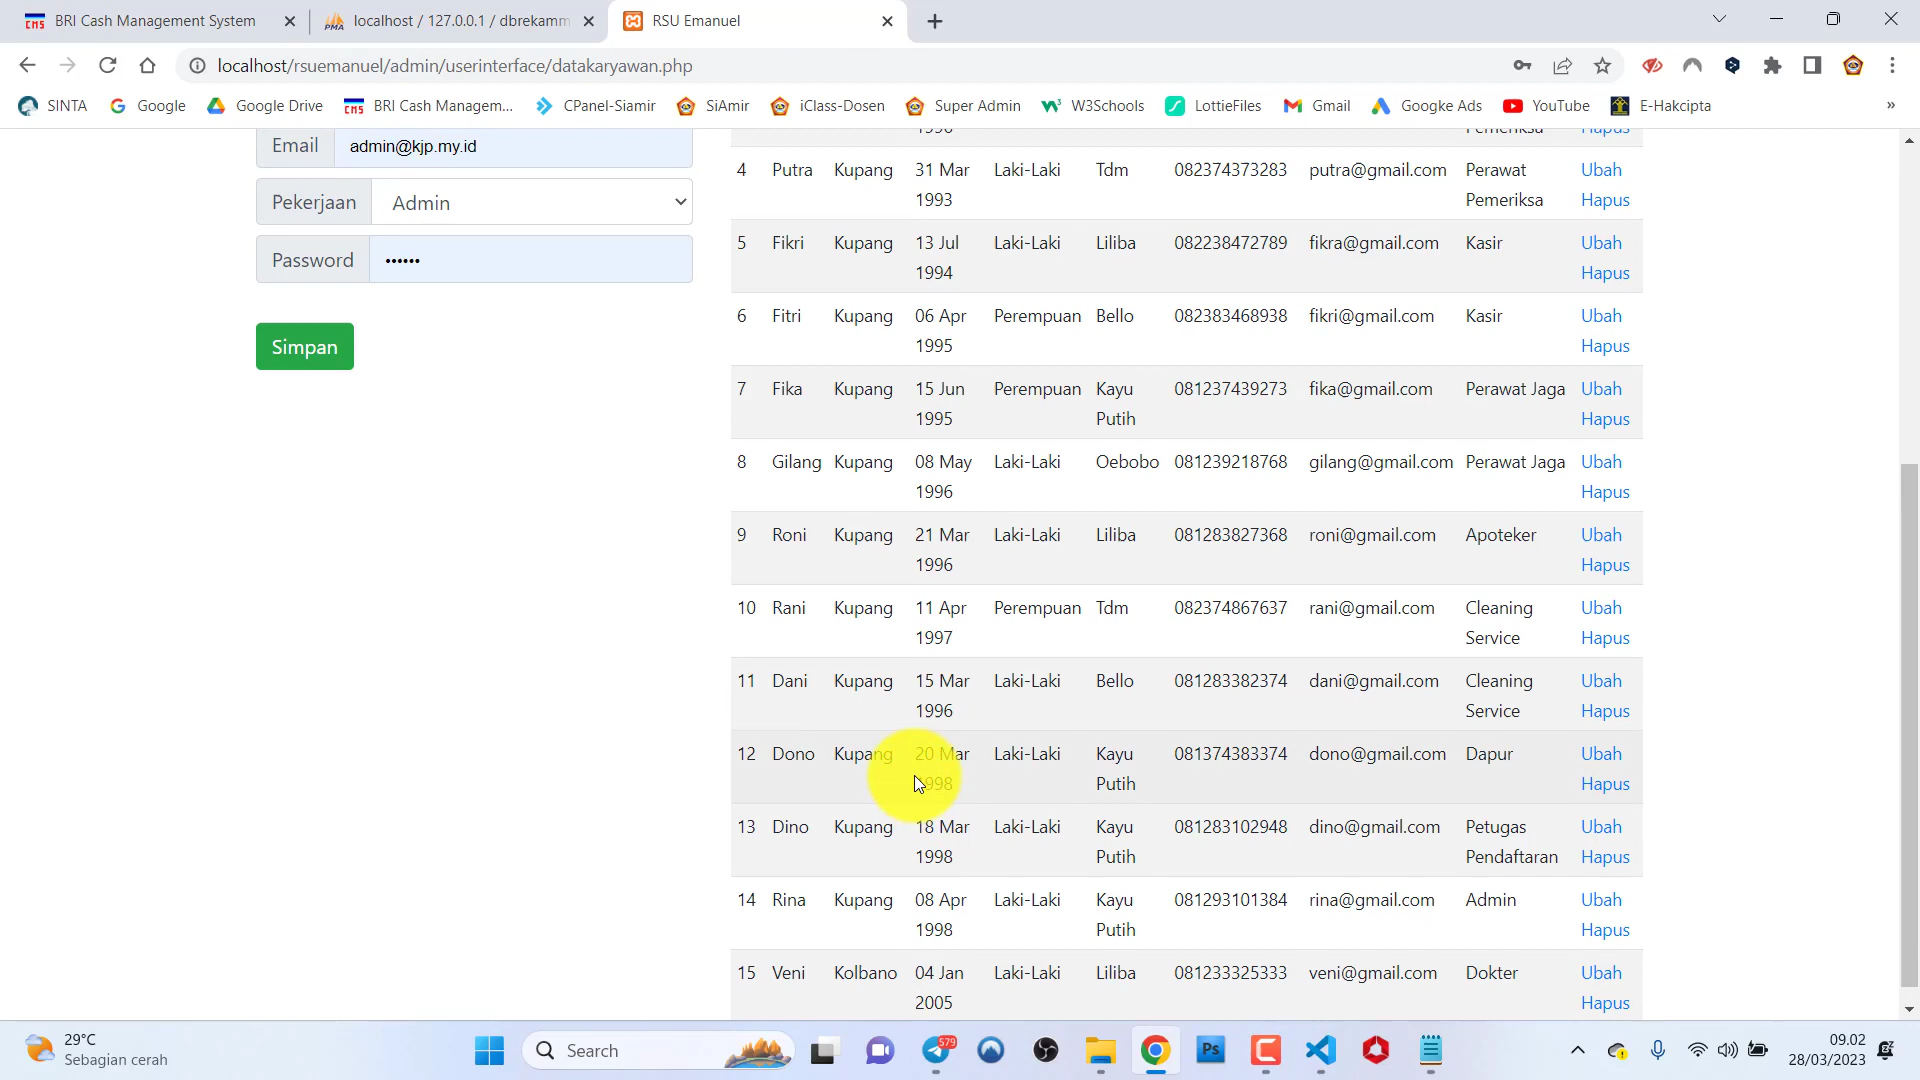 BRI Cash Management System
localhost / 127.0.0.1 / dbrekamm
RSU Emanuel
localhost/rsuemanuel/admin/userinterface/datakaryawan.php
SINTA Google Google Drive BRI Cash Managem... CPanel-Siamir SiAmir iClass-Dosen Super Admin W3Schools LottieFiles Gmail Googke Ads YouTube E-Hakcipta »
Email admin@kjp.my.id
Pekerjaan Admin
Password ••••••
Simpan
1996 Pemeriksa Hapus
4 Putra Kupang 31 Mar Laki-Laki Tdm 082374373283 putra@gmail.com Perawat Ubah
1993 Pemeriksa Hapus
5 Fikri Kupang 13 Jul Laki-Laki Liliba 082238472789 fikra@gmail.com Kasir Ubah
1994 Hapus
6 Fitri Kupang 06 Apr Perempuan Bello 082383468938 fikri@gmail.com Kasir Ubah
1995 Hapus
7 Fika Kupang 15 Jun Perempuan Kayu 081237439273 fika@gmail.com Perawat Jaga Ubah
1995 Putih Hapus
8 Gilang Kupang 08 May Laki-Laki Oebobo 081239218768 gilang@gmail.com Perawat Jaga Ubah
1996 Hapus
9 Roni Kupang 21 Mar Laki-Laki Liliba 081283827368 roni@gmail.com Apoteker Ubah
1996 Hapus
10 Rani Kupang 11 Apr Perempuan Tdm 082374867637 rani@gmail.com Cleaning Ubah
1997 Service Hapus
11 Dani Kupang 15 Mar Laki-Laki Bello 081283382374 dani@gmail.com Cleaning Ubah
1996 Service Hapus
12 Dono Kupang 20 Mar Laki-Laki Kayu 081374383374 dono@gmail.com Dapur Ubah
1998 Putih Hapus
13 Dino Kupang 18 Mar Laki-Laki Kayu 081283102948 dino@gmail.com Petugas Ubah
1998 Putih Pendaftaran Hapus
14 Rina Kupang 08 Apr Laki-Laki Kayu 081293101384 rina@gmail.com Admin Ubah
1998 Putih Hapus
15 Veni Kolbano 04 Jan Laki-Laki Liliba 081233325333 veni@gmail.com Dokter Ubah
2005 Hapus
29°C
Sebagian cerah
Search
579
Ps
09.02
28/03/2023